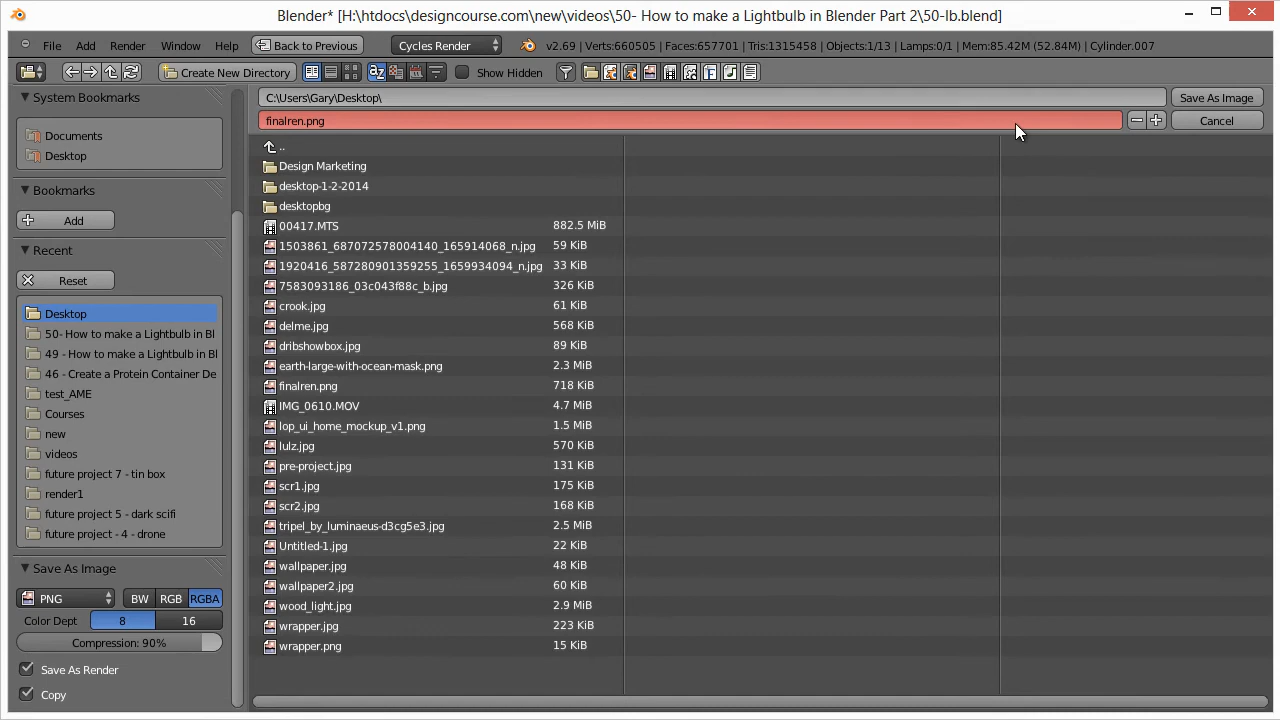 Blender* [H:\htdocs\designcourse.com\new\videos\50- How to make a Lightbulb in Blender Part 2\50-lb.blend]
File Add Render Window Help Back to Previous Cycles Render v2.69 | Verts:660505 | Faces:657701 | Tris:1315458 | Objects:1/13 | Lamps:0/1 | Mem:85.42M (52.84M) | Cylinder.007
Create New Directory Show Hidden
System Bookmarks
Documents
Desktop
Bookmarks
Add
Recent
Reset
Desktop
50- How to make a Lightbulb in Bl
49 - How to make a Lightbulb in Bl
46 - Create a Protein Container De
test_AME
Courses
new
videos
future project 7 - tin box
render1
future project 5 - dark scifi
future project - 4 - drone
Save As Image
PNG BW RGB RGBA
Color Dept 8 16
Compression: 90%
Save As Render
Copy
C:\Users\Gary\Desktop\ Save As Image
finalren.png Cancel
..
Design Marketing
desktop-1-2-2014
desktopbg
00417.MTS 882.5 MiB
1503861_687072578004140_165914068_n.jpg 59 KiB
1920416_587280901359255_1659934094_n.jpg 33 KiB
7583093186_03c043f88c_b.jpg 326 KiB
crook.jpg 61 KiB
delme.jpg 568 KiB
dribshowbox.jpg 89 KiB
earth-large-with-ocean-mask.png 2.3 MiB
finalren.png 718 KiB
IMG_0610.MOV 4.7 MiB
lop_ui_home_mockup_v1.png 1.5 MiB
lulz.jpg 570 KiB
pre-project.jpg 131 KiB
scr1.jpg 175 KiB
scr2.jpg 168 KiB
tripel_by_luminaeus-d3cg5e3.jpg 2.5 MiB
Untitled-1.jpg 22 KiB
wallpaper.jpg 48 KiB
wallpaper2.jpg 60 KiB
wood_light.jpg 2.9 MiB
wrapper.jpg 223 KiB
wrapper.png 15 KiB